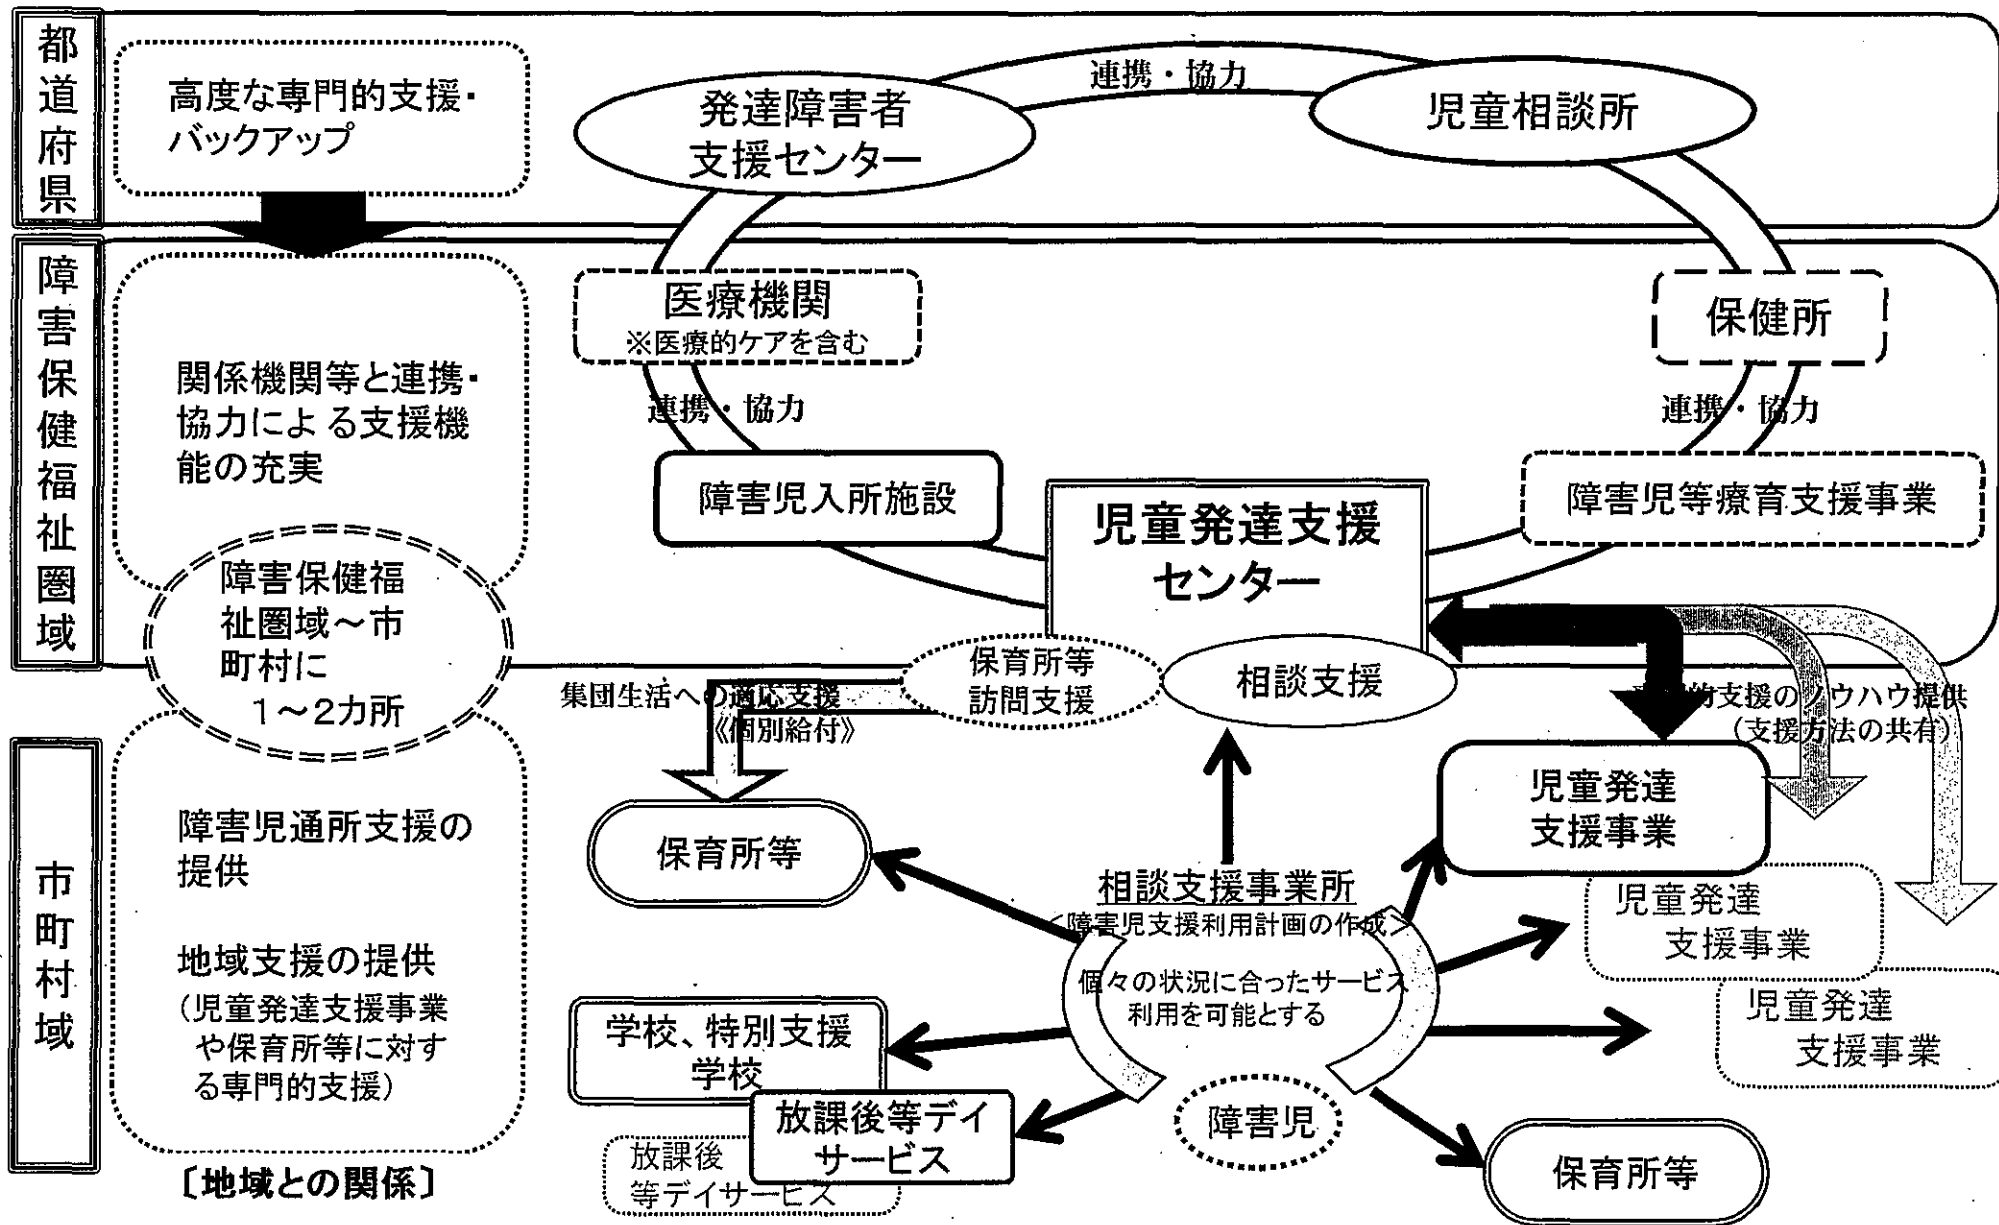 都道府県
高度な専門的支援・
バックアップ
発達障害者
支援センター
連携・協力
児童相談所
障害保健福祉圏域
関係機関等と連携・
協力による支援機
能の充実
医療機関
※医療的ケアを含む
保健所
連携・協力
連携・協力
障害児入所施設
児童発達支援
センター
障害児等療育支援事業
障害保健福
祉圏域～市
町村に
1～2カ所
保育所等
訪問支援
相談支援
集団生活への適応支援
《個別給付》
的支援のノウハウ提供
（支援方法の共有）
市町村域
障害児通所支援の
提供
地域支援の提供
（児童発達支援事業
や保育所等に対す
る専門的支援）
〔地域との関係〕
保育所等
児童発達
支援事業
児童発達
支援事業
児童発達
支援事業
相談支援事業所
＜障害児支援利用計画の作成＞
個々の状況に合ったサービス
利用を可能とする
学校、特別支援
学校
放課後等デイ
サービス
放課後
等デイサービス
障害児
保育所等